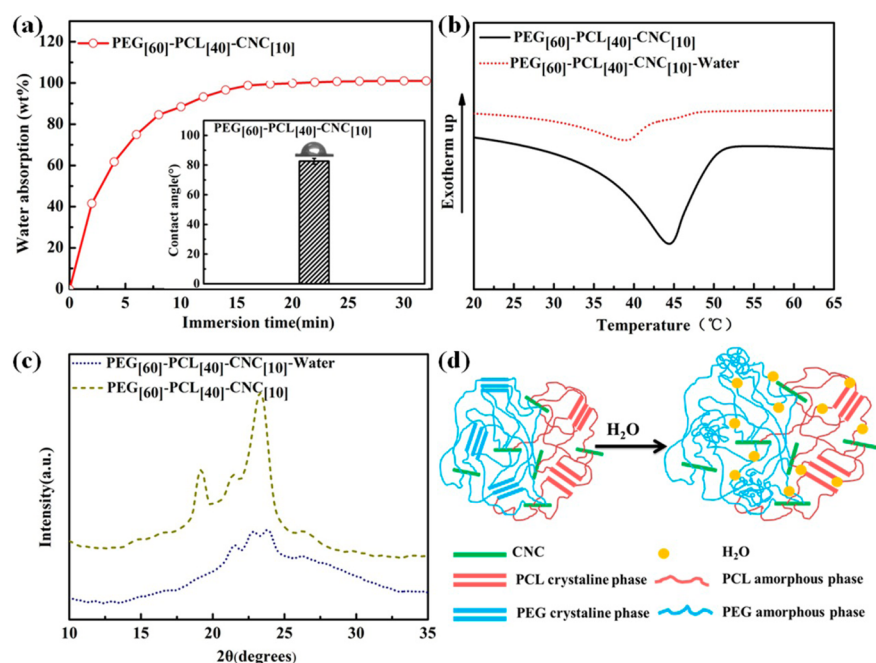 (a)
PEG[60]-PCL[40]-CNC[10]
Water absorption (wt%)
120
100
80
60
40
20
0
0 5 10 15 20 25 30
Immersion time(min)
PEG[60]-PCL[40]-CNC[10]
Contact angle(°)
100
80
60
40
20
0
(b)
PEG[60]-PCL[40]-CNC[10]
PEG[60]-PCL[40]-CNC[10]-Water
Exotherm up
20 25 30 35 40 45 50 55 60 65
Temperature (℃)
(c)
PEG[60]-PCL[40]-CNC[10]-Water
PEG[60]-PCL[40]-CNC[10]
Intensity(a.u.)
10 15 20 25 30 35
2θ(degrees)
(d)
H2O
CNC
H2O
PCL crystaline phase
PCL amorphous phase
PEG crystaline phase
PEG amorphous phase